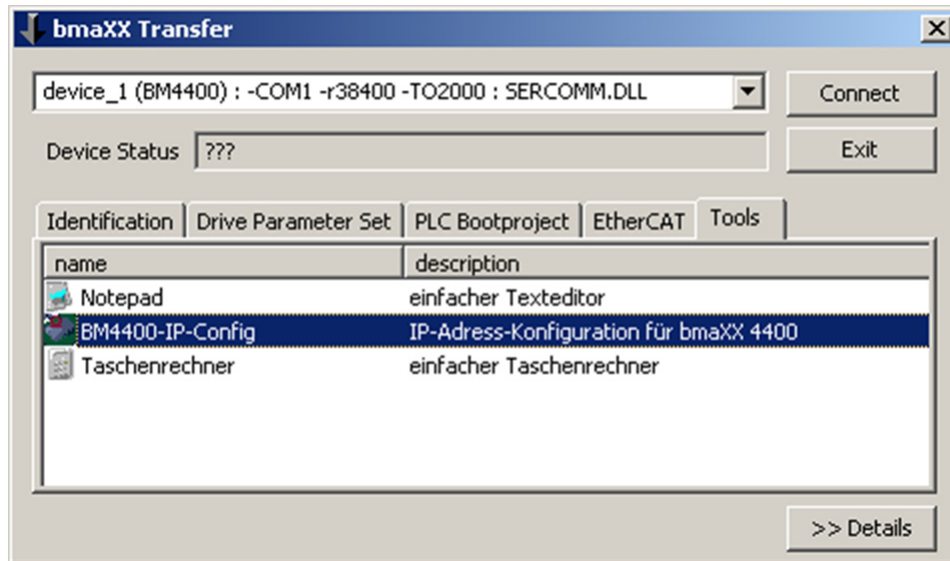 bmaXX Transfer
device_1 (BM4400) : -COM1 -r38400 -TO2000 : SERCOMM.DLL
Connect
Device Status
???
Exit
Identification
Drive Parameter Set
PLC Bootproject
EtherCAT
Tools
name
description
Notepad
einfacher Texteditor
BM4400-IP-Config
IP-Adress-Konfiguration für bmaXX 4400
Taschenrechner
einfacher Taschenrechner
>> Details